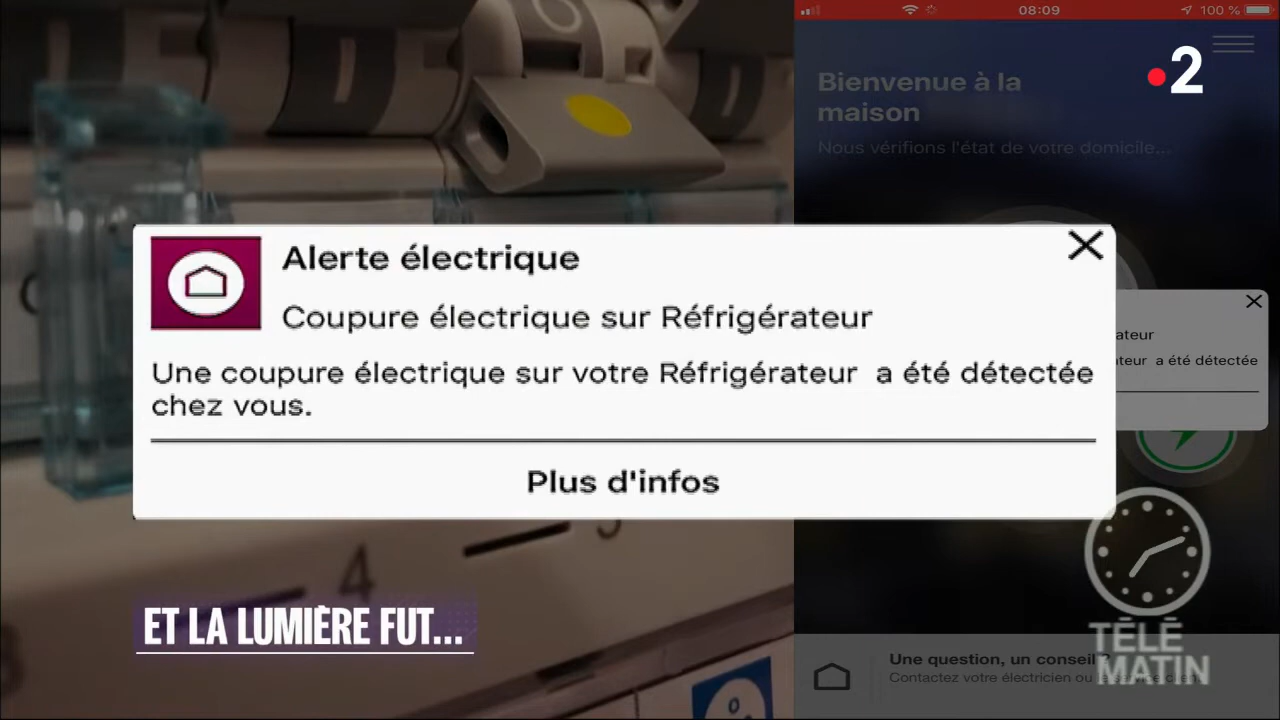 08:09
100 %
2
Bienvenue à la
maison
Nous vérifions l'état de votre domicile...
Alerte électrique
Coupure électrique sur Réfrigérateur
Une coupure électrique sur votre Réfrigérateur a été détectée
chez vous.
Plus d'infos
ateur
teur a été détectée
4
5
ET LA LUMIÈRE FUT...
Une question, un conseil ?
Contactez votre électricien ou
TÉLÉ
MATIN